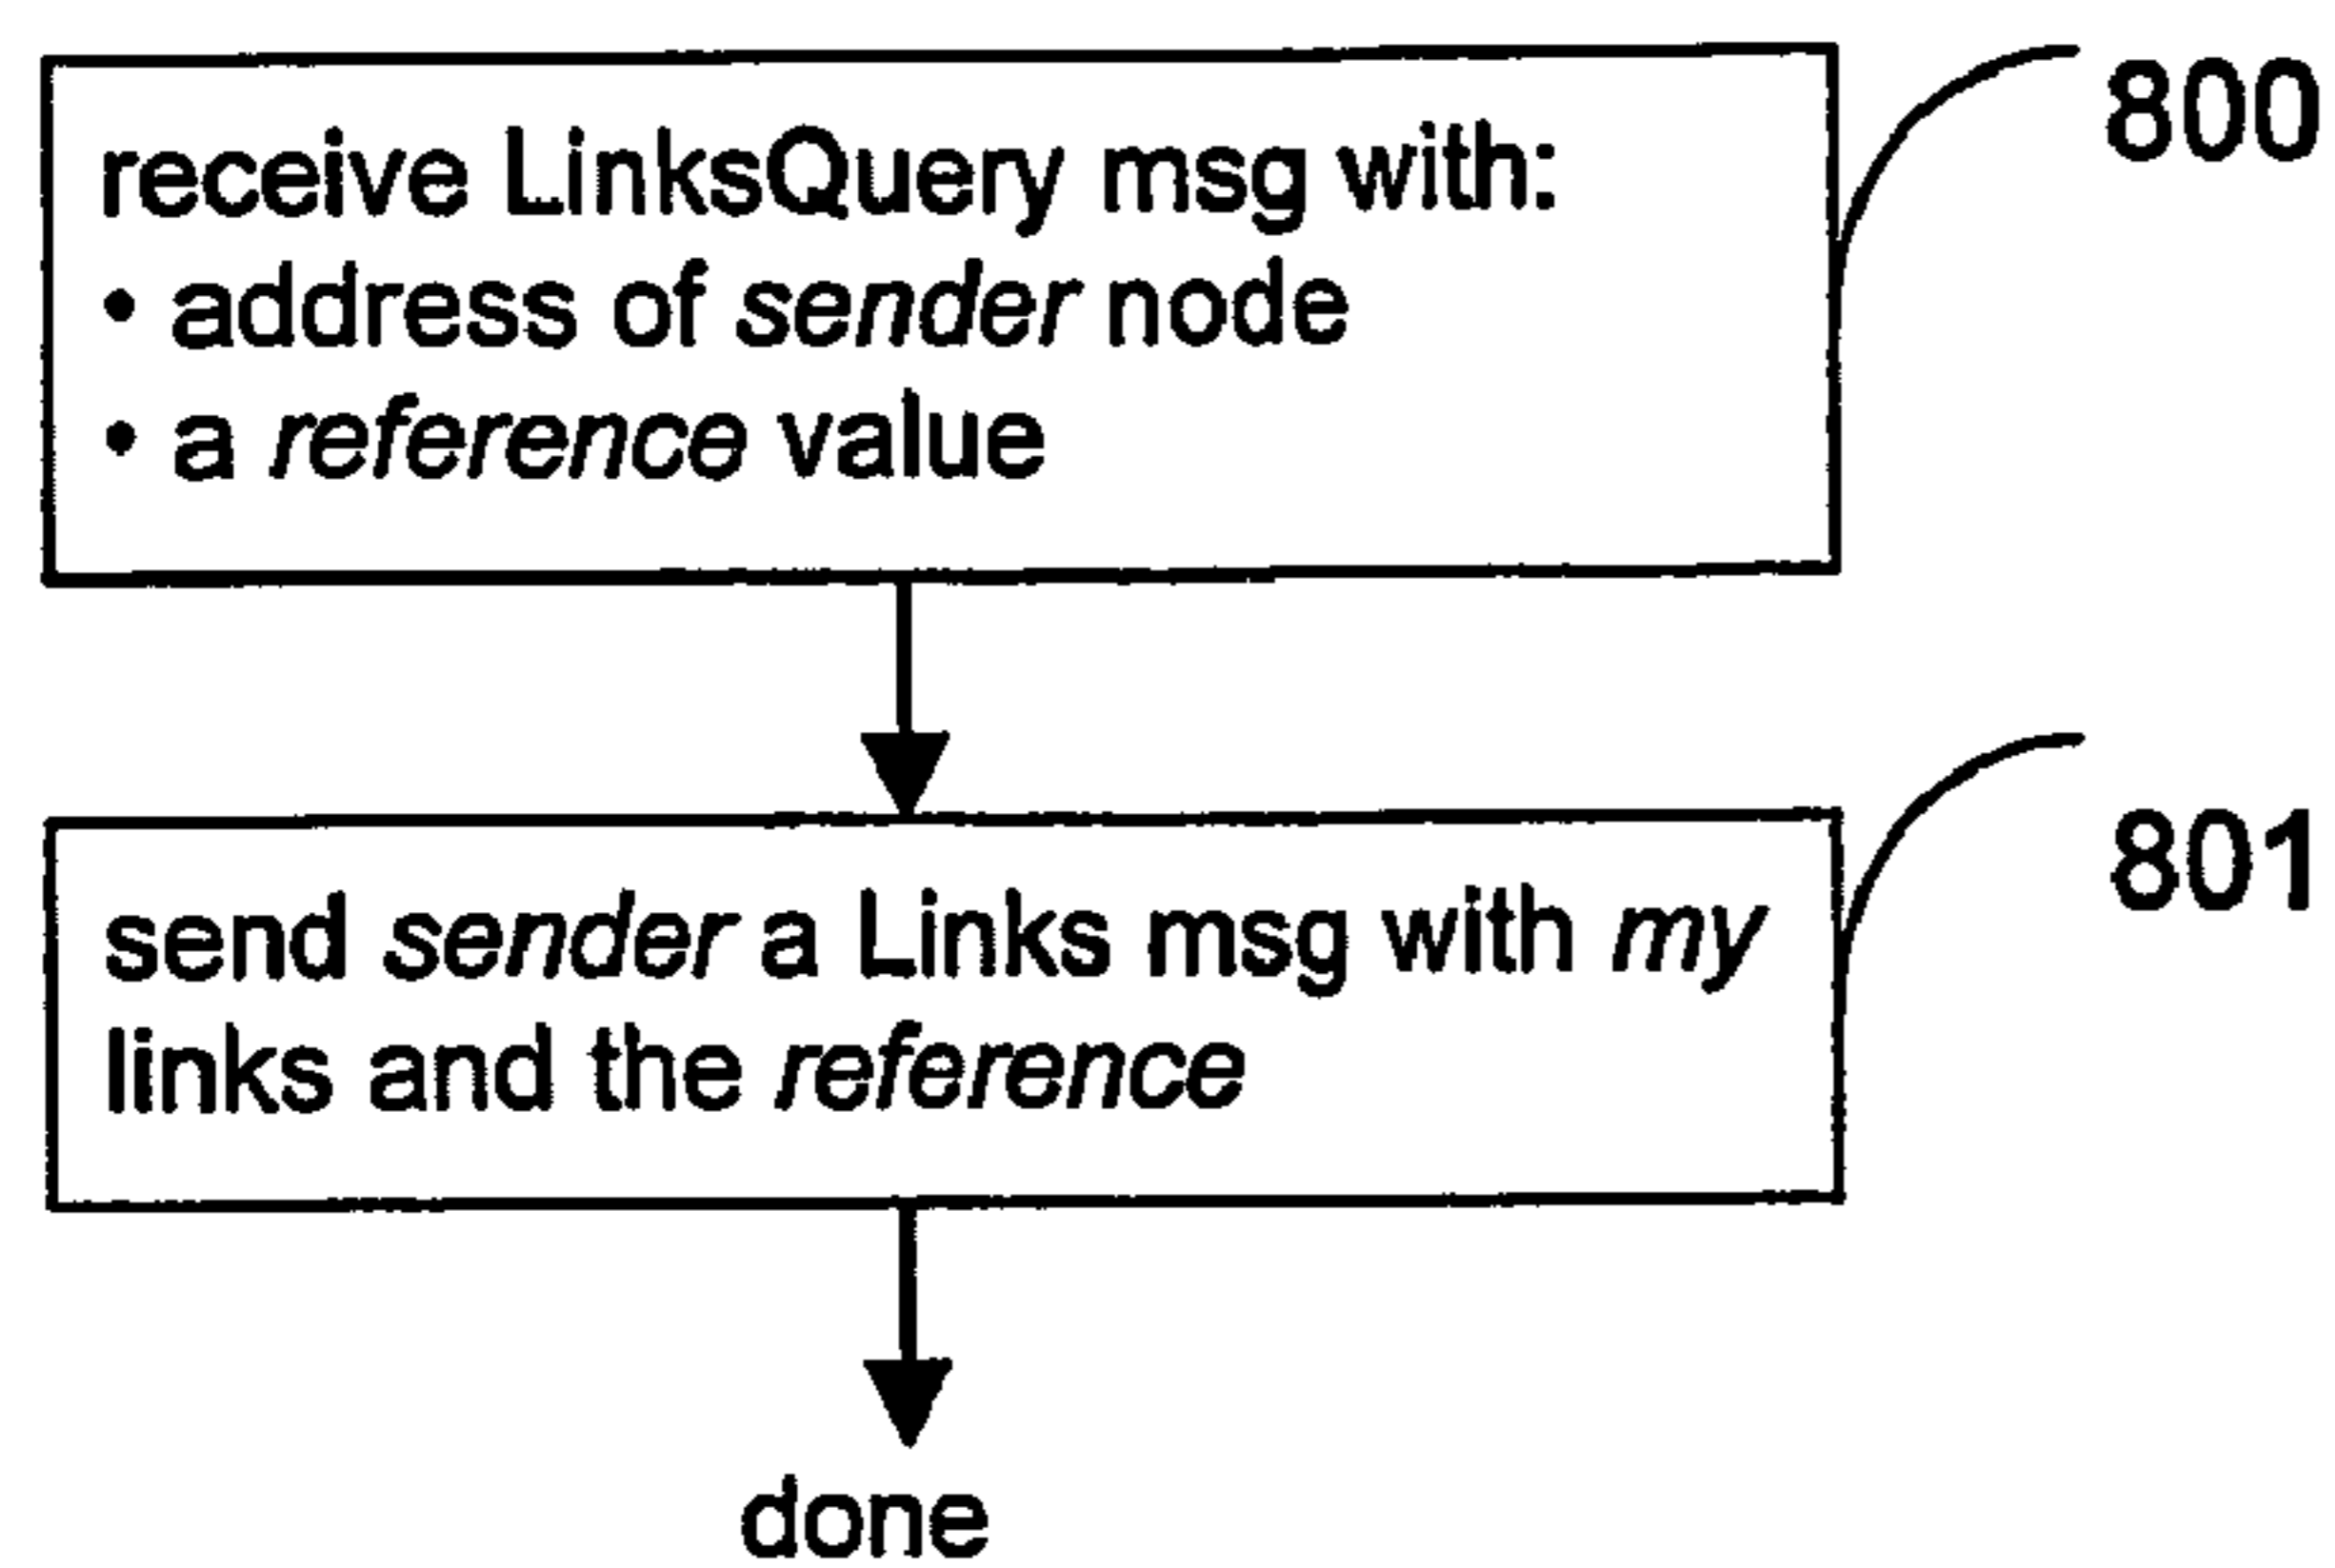 receive LinksQuery msg with:
• address of sender node
• a reference value
800
send sender a Links msg with my
links and the reference
801
done